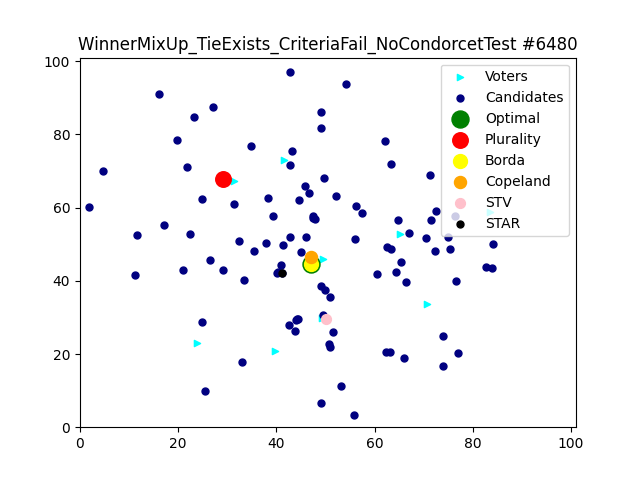 WinnerMixUp_TieExists_CriteriaFail_NoCondorcetTest #6480
100
80
60
40
20
0
0
20
40
60
80
100
Voters
Candidates
Optimal
Plurality
Borda
Copeland
STV
STAR